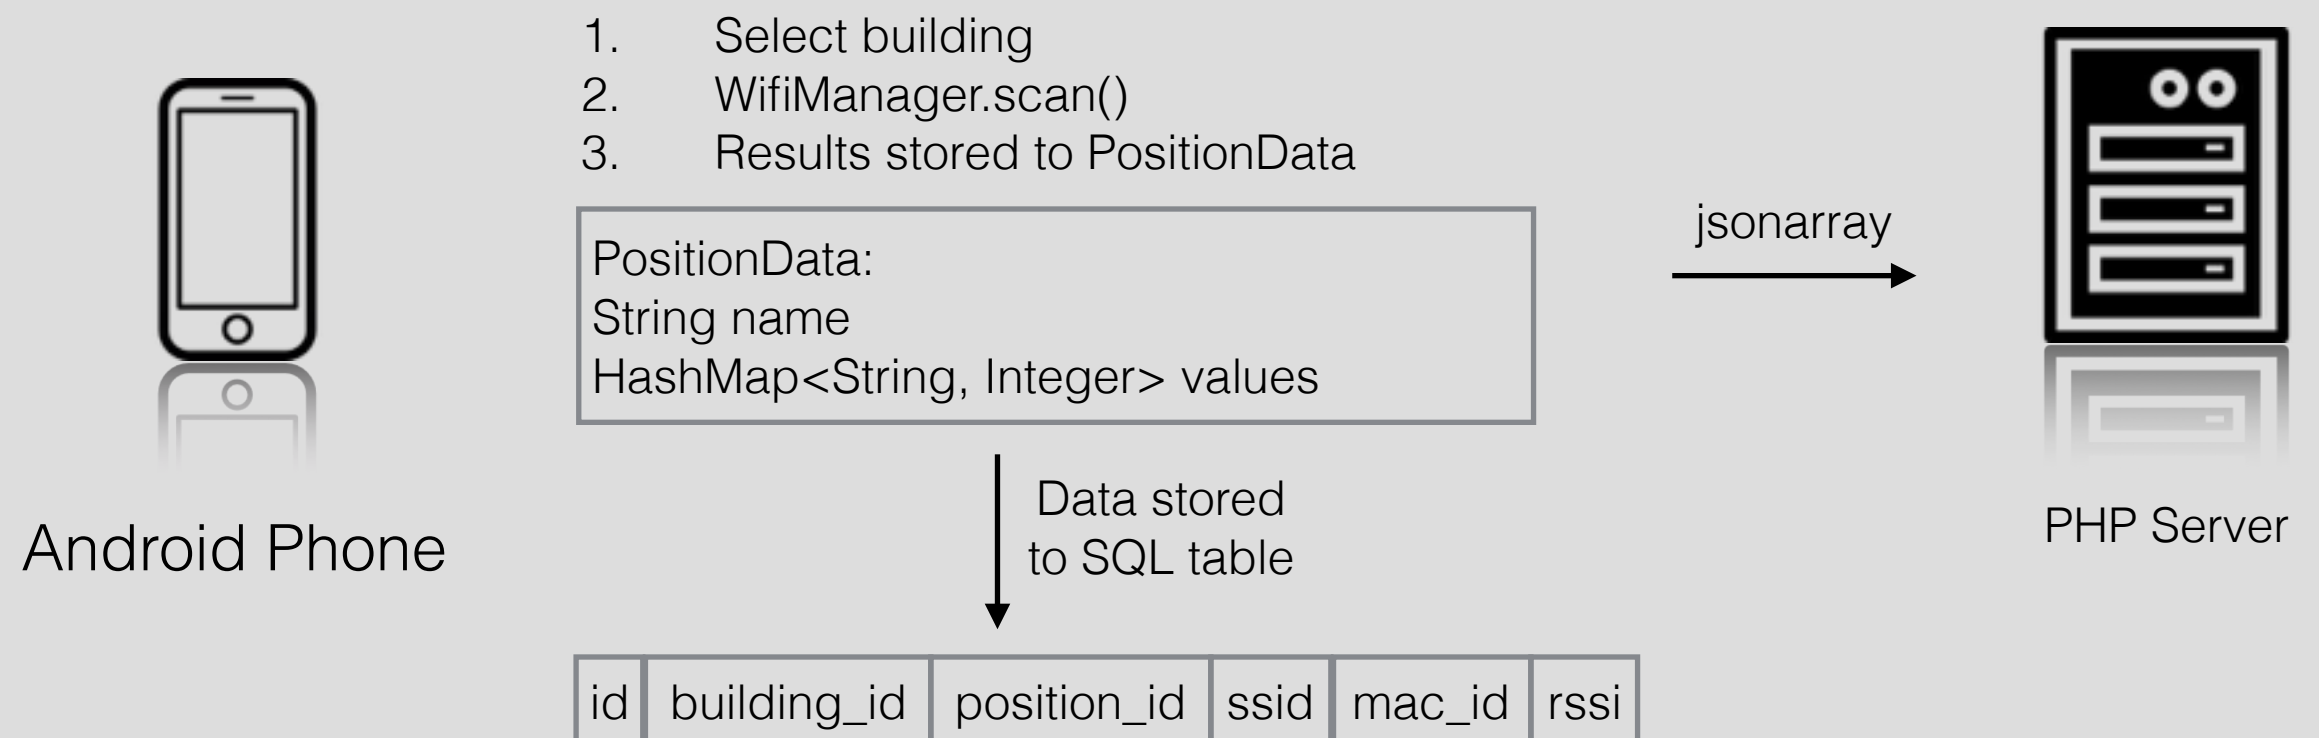 1. Select building
2. WifiManager.scan()
3. Results stored to PositionData
PositionData:
String name
HashMap<String, Integer> values
jsonarray
Data stored
to SQL table
Android Phone
PHP Server
id building_id position_id ssid mac_id rssi